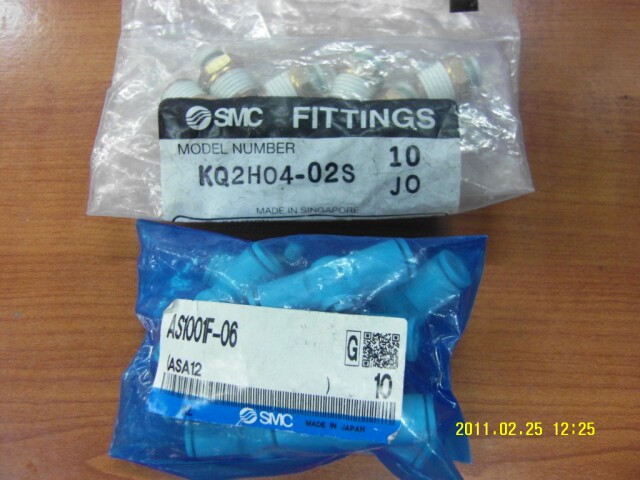 SMC FITTINGS
MODEL NUMBER 10
KQ2H04-02S JO
MADE IN SINGAPORE
AS1001F-06
G
(ASA12 ) 10
SMC MADE IN JAPAN
2011.02.25 12:25